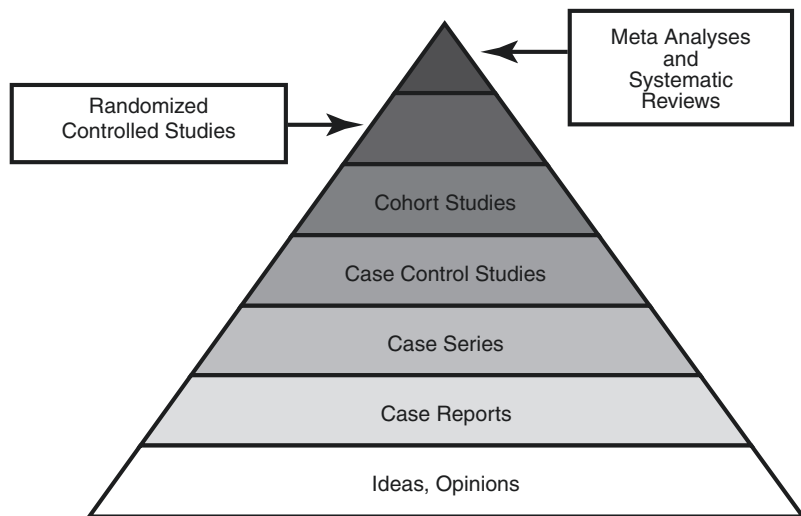 Meta Analyses
and
Systematic
Reviews
Randomized
Controlled Studies
Cohort Studies
Case Control Studies
Case Series
Case Reports
Ideas, Opinions